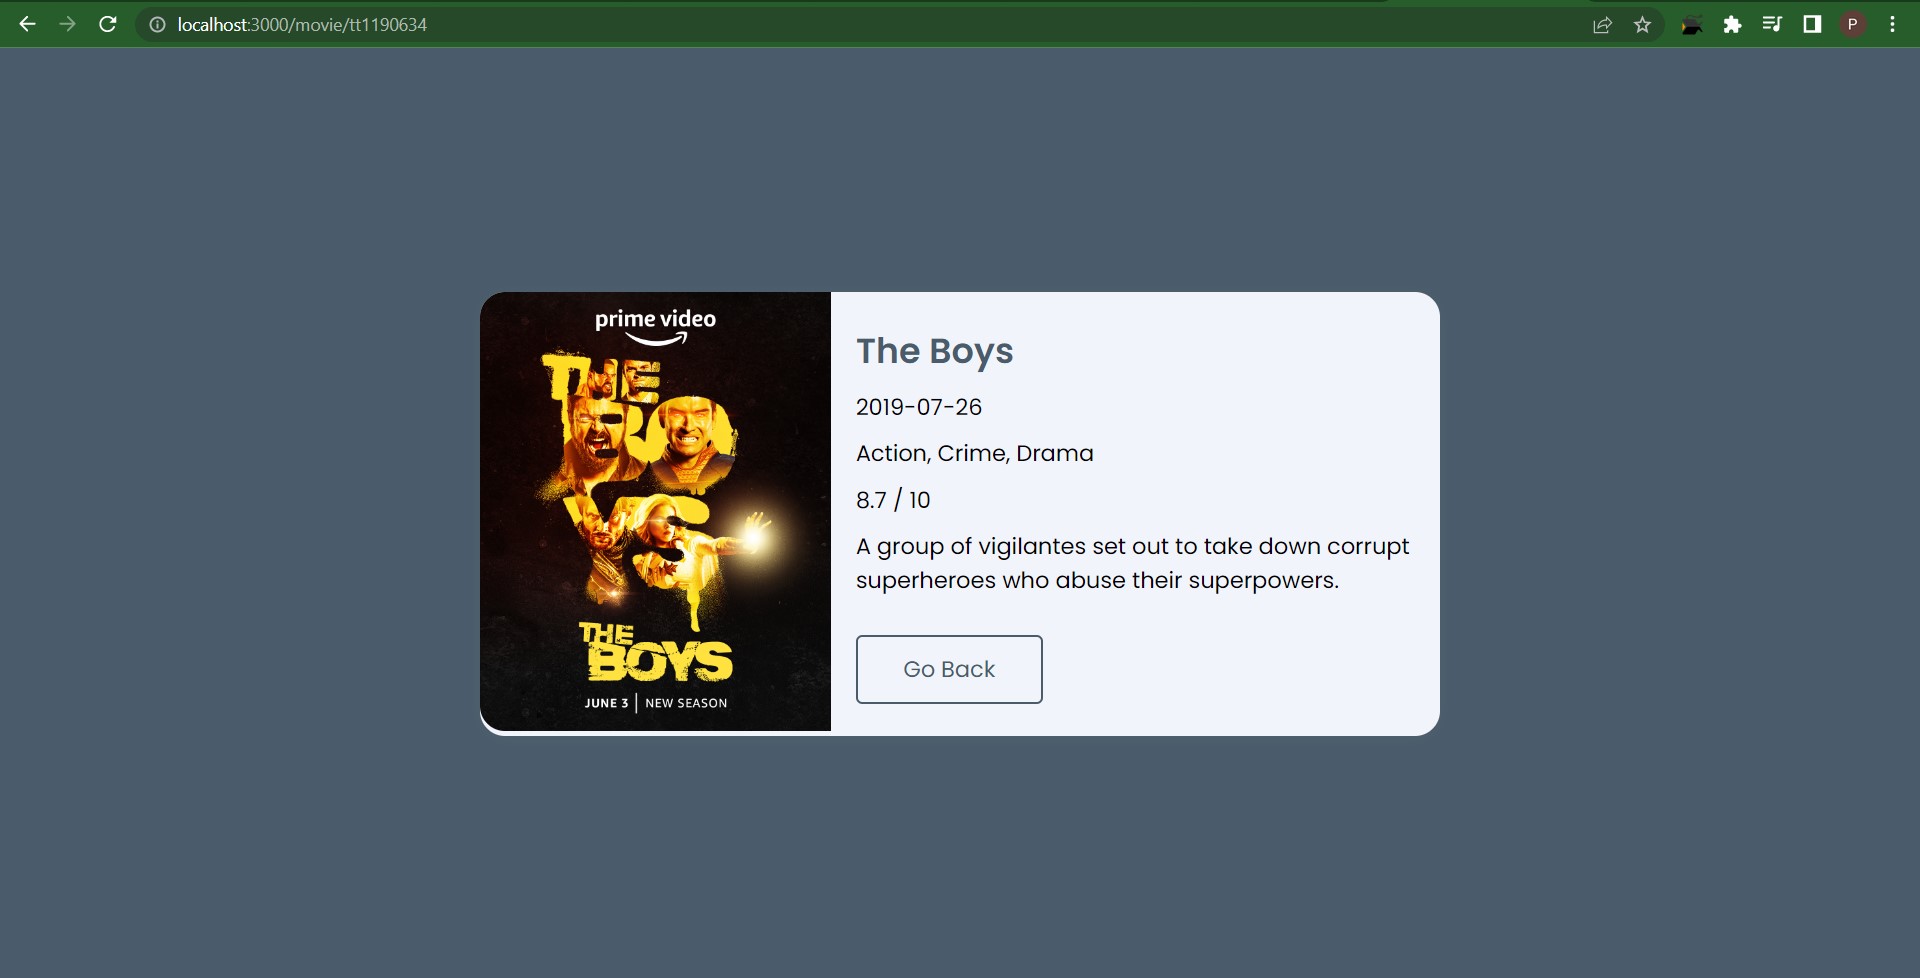 localhost:3000/movie/tt1190634
P
prime video
THE
BO
YS
THE
BOYS
JUNE 3 | NEW SEASON
The Boys
2019-07-26
Action, Crime, Drama
8.7 / 10
A group of vigilantes set out to take down corrupt
superheroes who abuse their superpowers.
Go Back